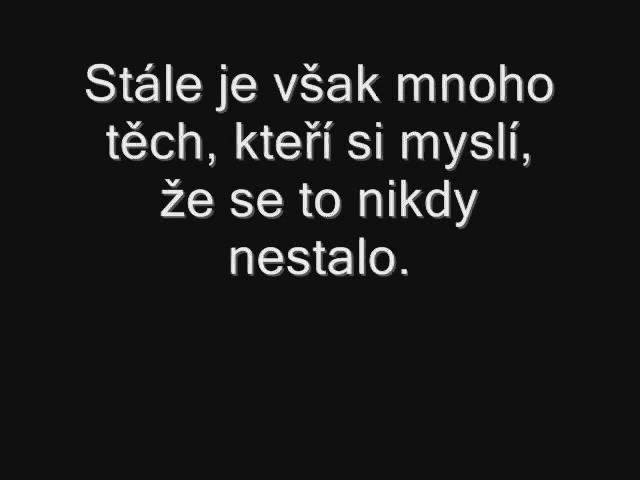 Stále je však mnoho
těch, kteří si myslí,
že se to nikdy
nestalo.